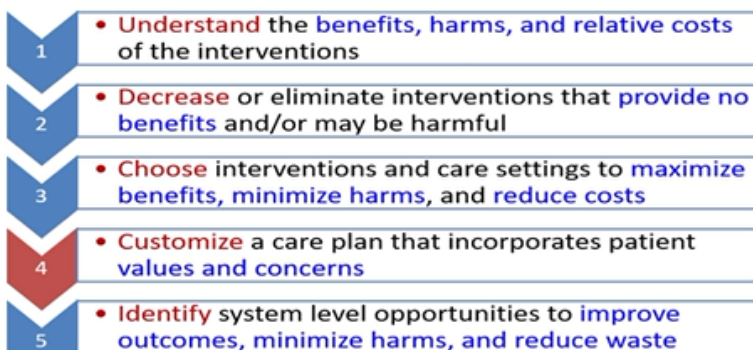 1
• Understand the benefits, harms, and relative costs
of the interventions
2
• Decrease or eliminate interventions that provide no
benefits and/or may be harmful
3
• Choose interventions and care settings to maximize
benefits, minimize harms, and reduce costs
4
• Customize a care plan that incorporates patient
values and concerns
5
• Identify system level opportunities to improve
outcomes, minimize harms, and reduce waste